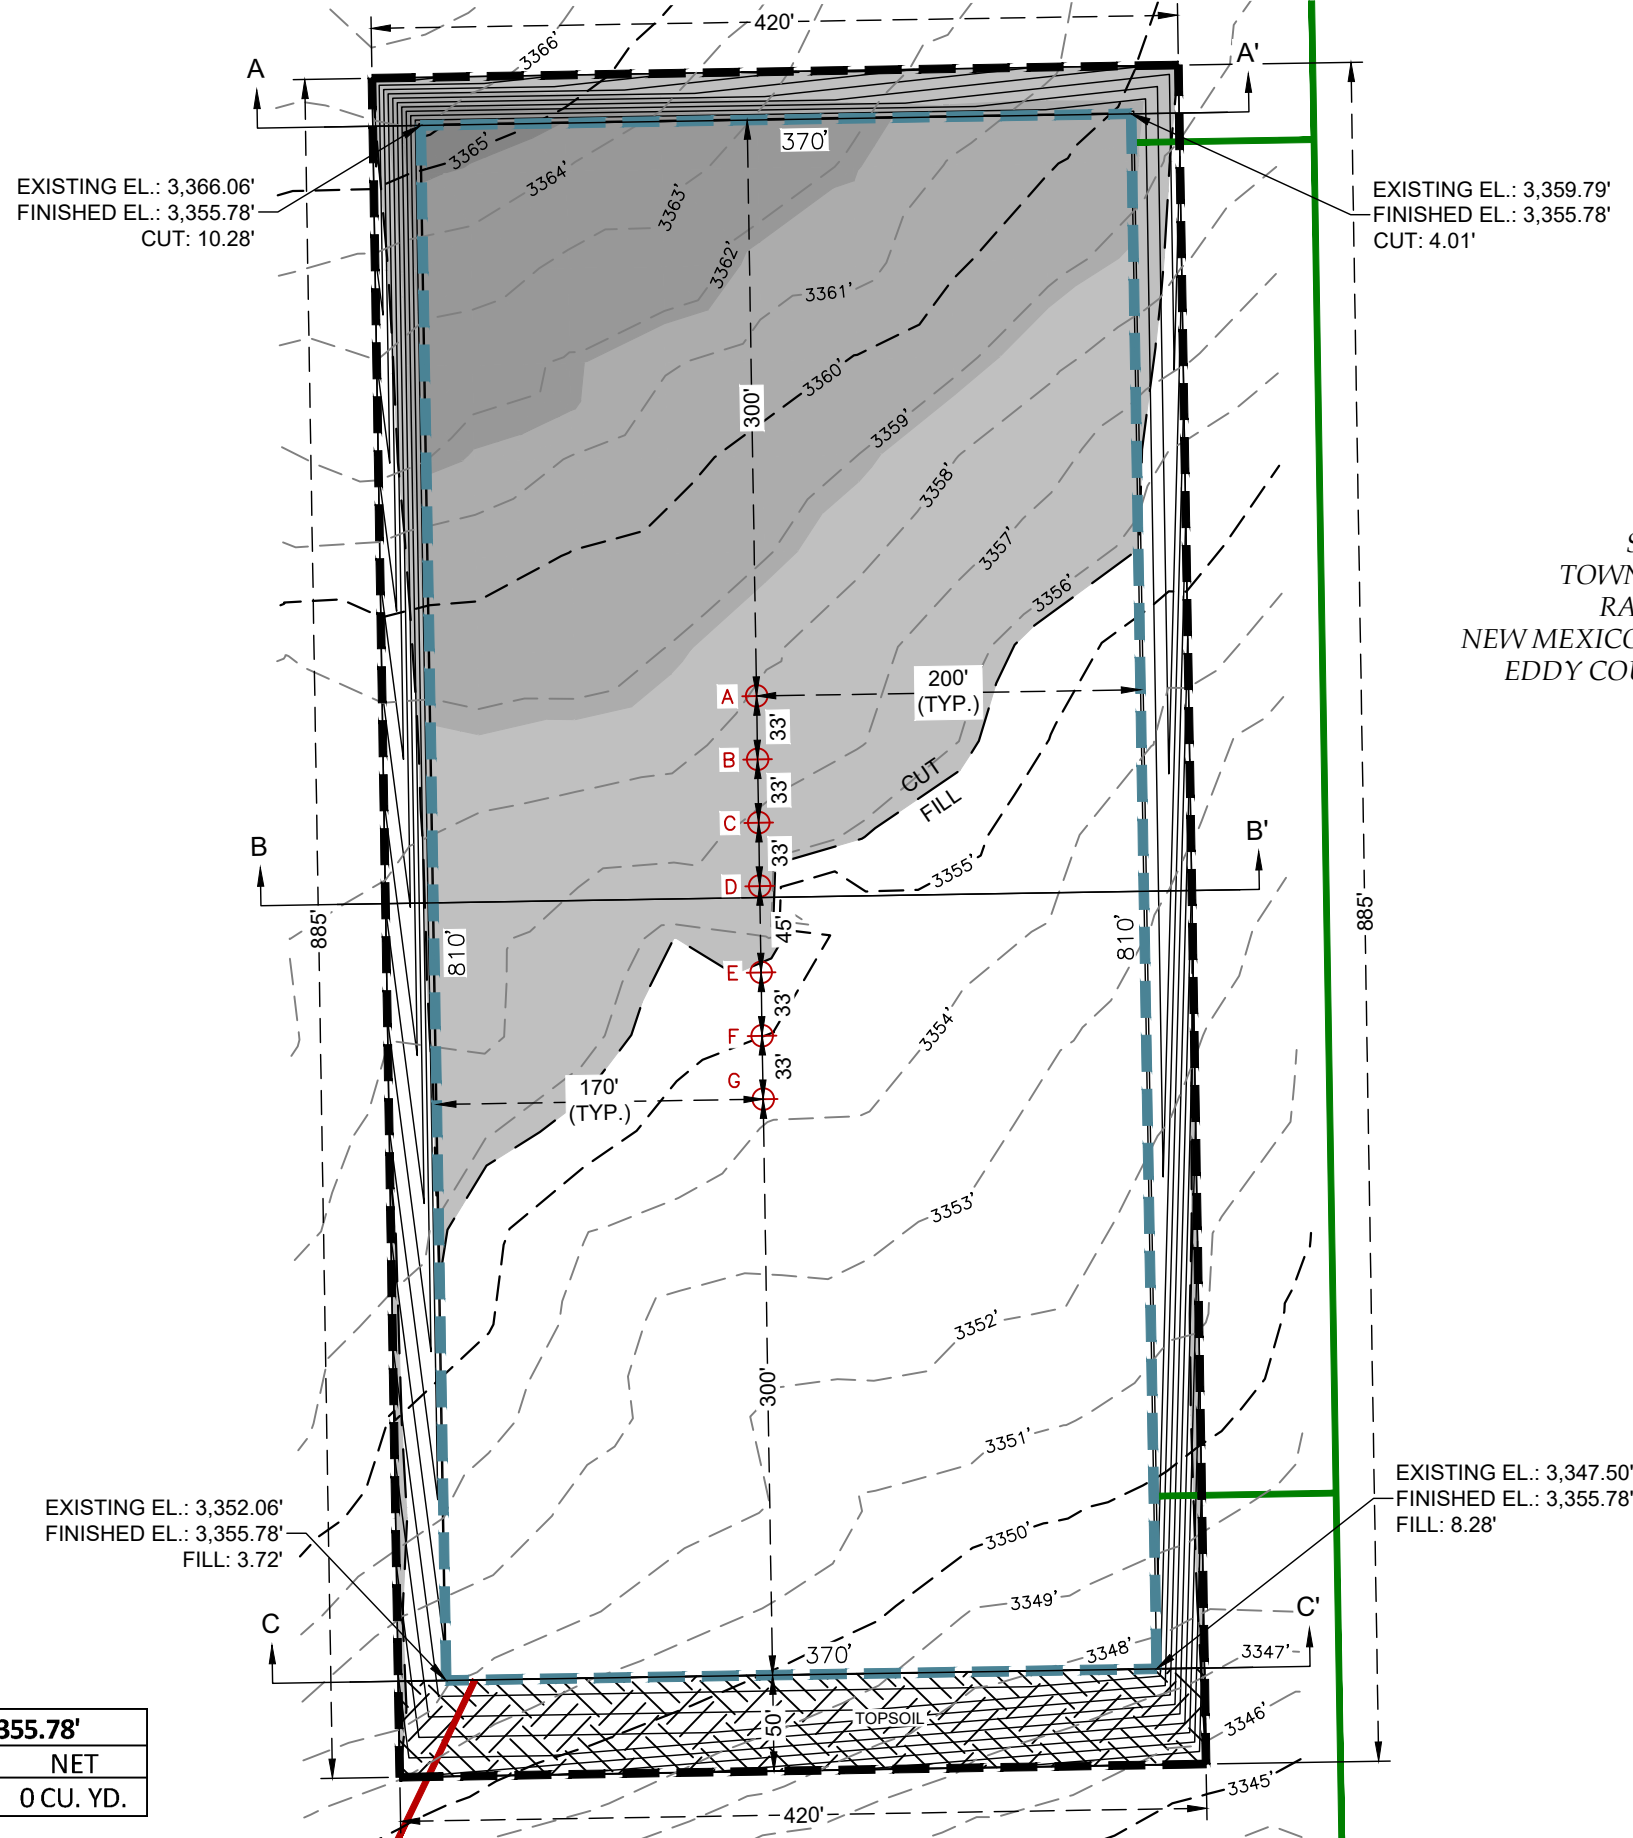 420'
A
A'
3366'
3365'
370'
3364'
3363'
3362'
3361'
3360'
3359'
3358'
3357'
3356'
EXISTING EL.: 3,366.06'
FINISHED EL.: 3,355.78'
CUT: 10.28'
EXISTING EL.: 3,359.79'
FINISHED EL.: 3,355.78'
CUT: 4.01'
300'
TOWN
RA
NEW MEXICO
EDDY COU
A
200'
(TYP.)
33'
B
33'
CUT
FILL
C
33'
B
B'
D
3355'
885'
810'
45'
810'
885'
E
33'
F
3354'
33'
G
170'
(TYP.)
3353'
3352'
300'
3351'
EXISTING EL.: 3,352.06'
FINISHED EL.: 3,355.78'
FILL: 3.72'
EXISTING EL.: 3,347.50'
FINISHED EL.: 3,355.78'
FILL: 8.28'
3350'
3349'
C
C'
370'
3348'
3347'
50'
TOPSOIL
3346'
3345'
355.78'
NET
0 CU. YD.
420'